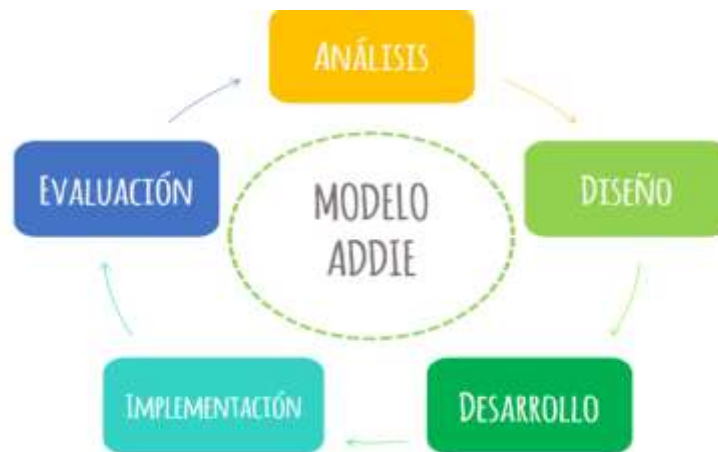 ANÁLISIS
EVALUACIÓN
MODELO
ADDIE
DISEÑO
IMPLEMENTACIÓN
DESARROLLO